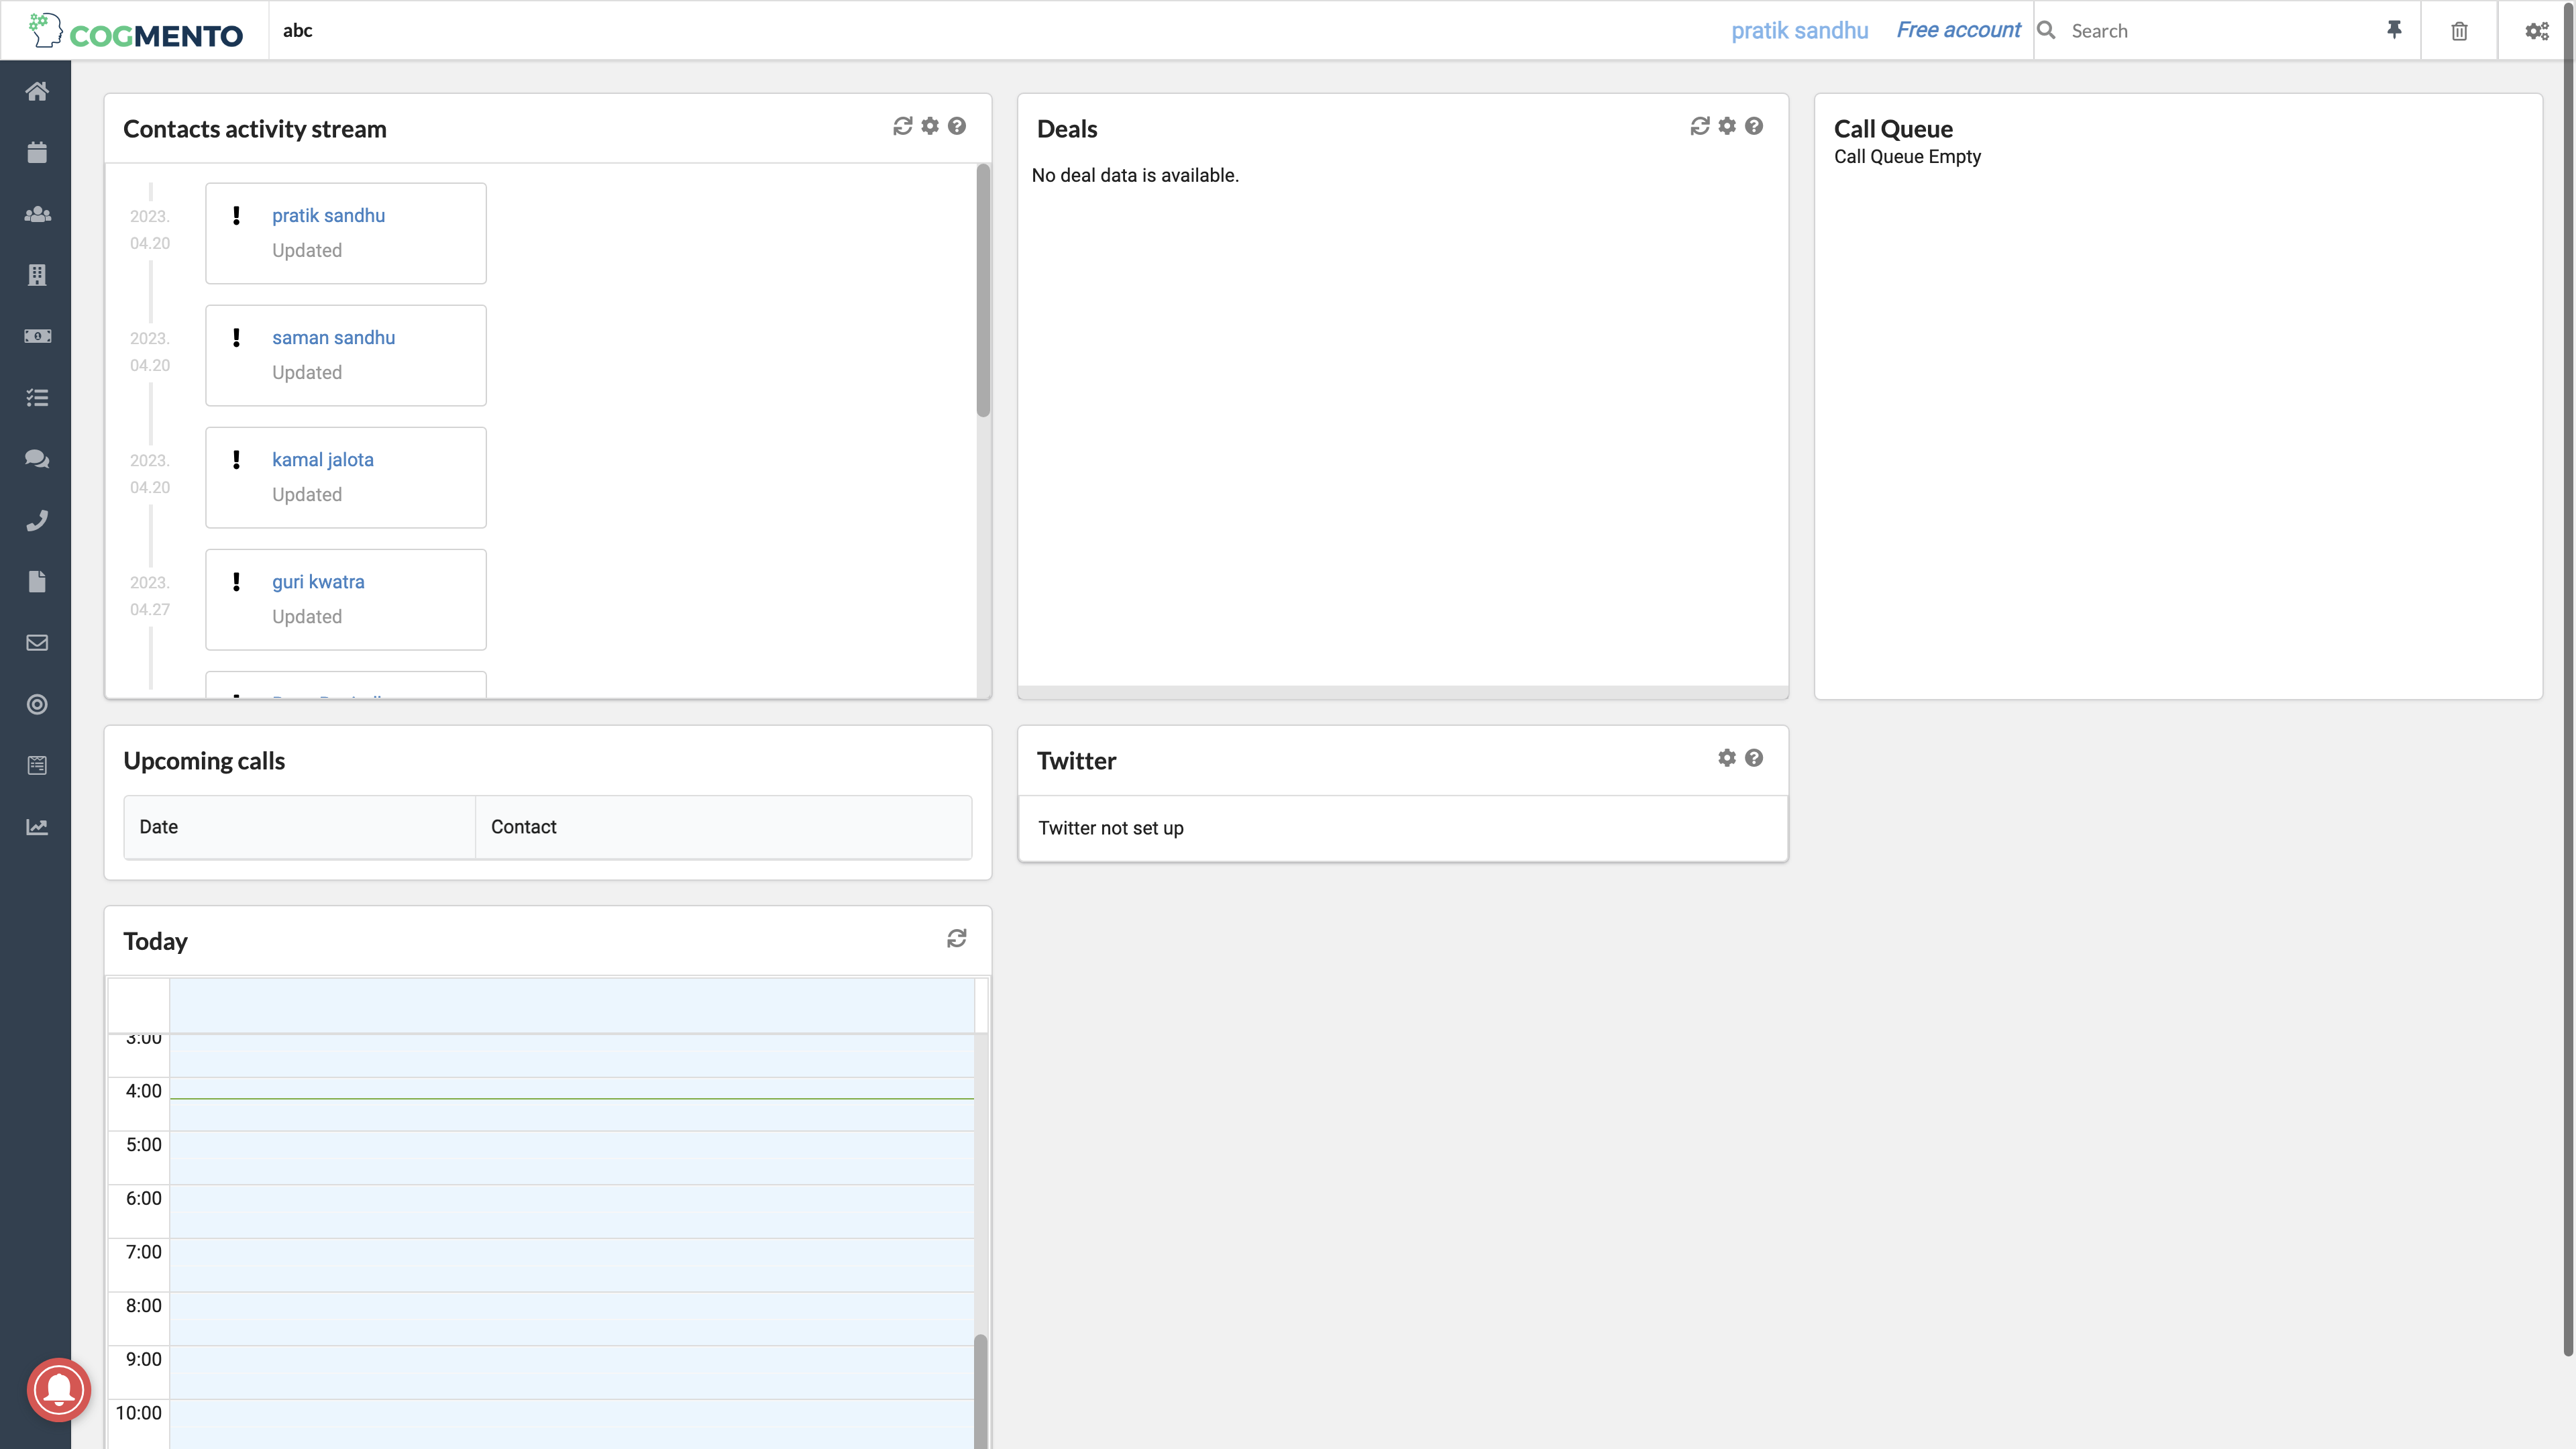 COGMENTO
abc
pratik sandhu
Free account
Search
Contacts activity stream
2023.
04.20
pratik sandhu
Updated
2023.
04.20
saman sandhu
Updated
2023.
04.20
kamal jalota
Updated
2023.
04.27
guri kwatra
Updated
Deals
No deal data is available.
Call Queue
Call Queue Empty
Upcoming calls
Date
Contact
Twitter
Twitter not set up
Today
3:00
4:00
5:00
6:00
7:00
8:00
9:00
10:00